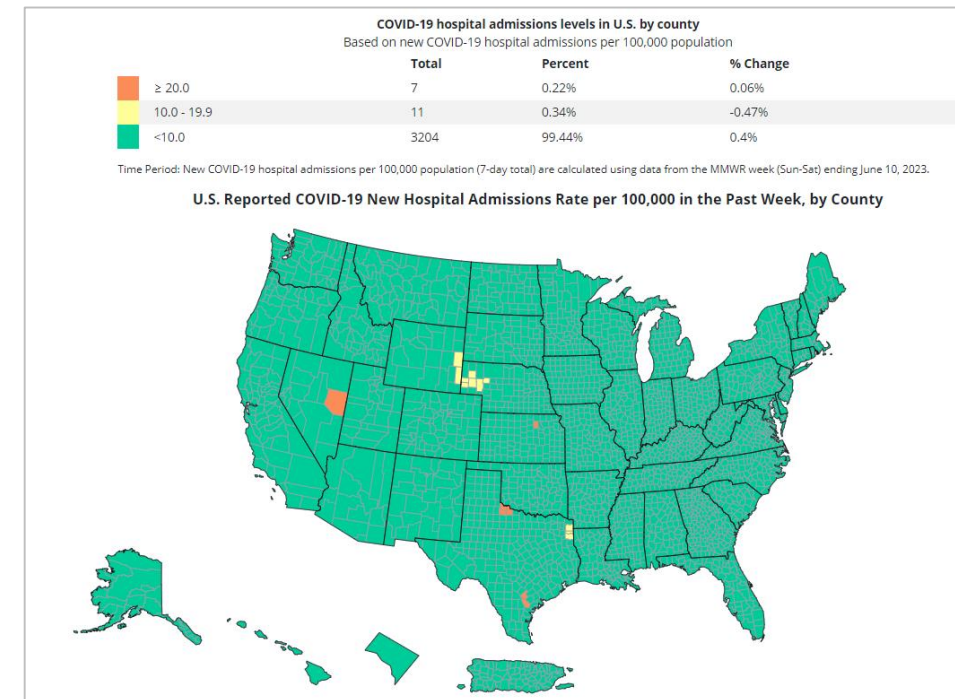 COVID-19 hospital admissions levels in U.S. by county
Based on new COVID-19 hospital admissions per 100,000 population
Total Percent % Change
≥ 20.0 7 0.22% 0.06%
10.0 - 19.9 11 0.34% -0.47%
<10.0 3204 99.44% 0.4%
Time Period: New COVID-19 hospital admissions per 100,000 population (7-day total) are calculated using data from the MMWR week (Sun-Sat) ending June 10, 2023.
U.S. Reported COVID-19 New Hospital Admissions Rate per 100,000 in the Past Week, by County